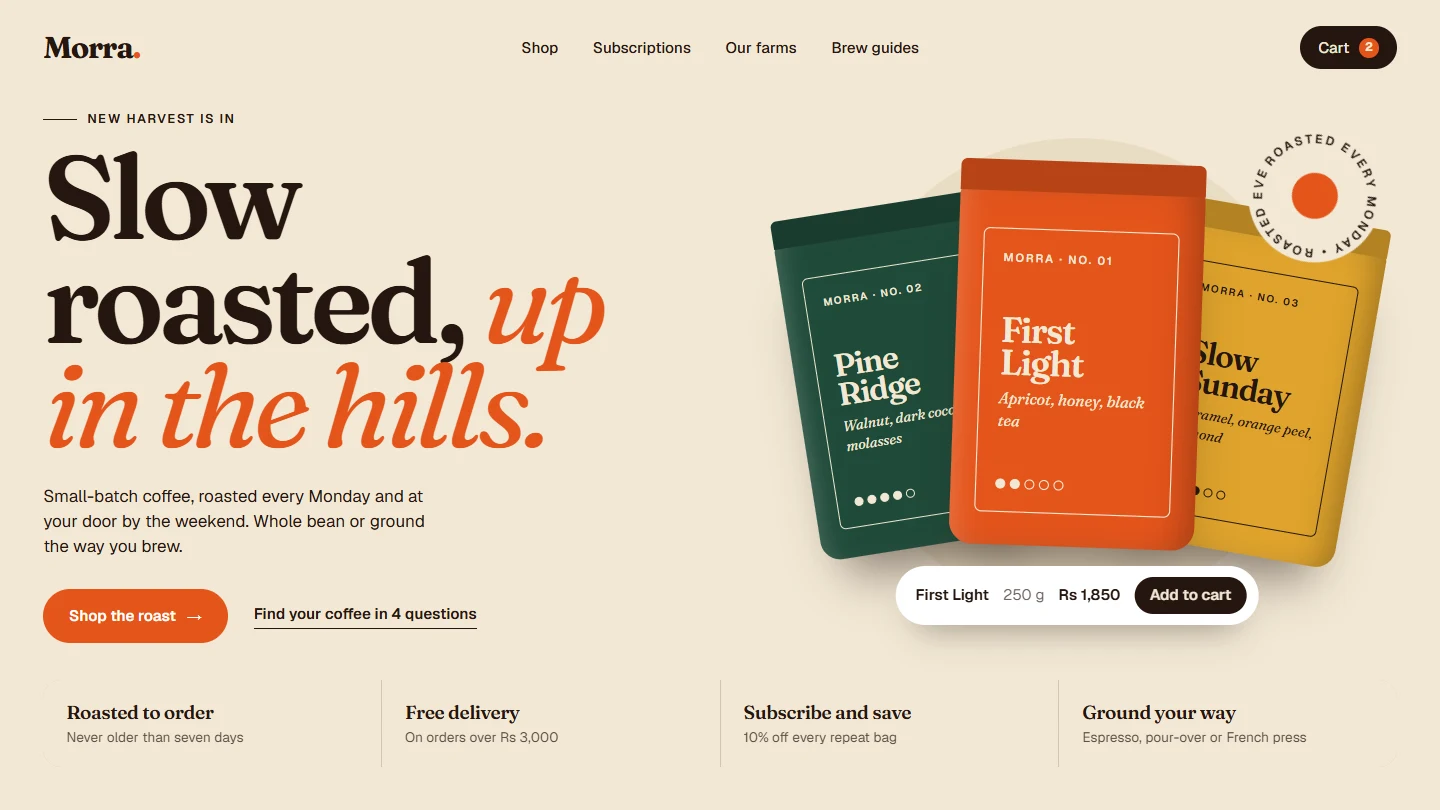 Morra.
Shop
Subscriptions
Our farms
Brew guides
Cart 2
NEW HARVEST IS IN
Slow
roasted, up
in the hills.
Small-batch coffee, roasted every Monday and at
your door by the weekend. Whole bean or ground
the way you brew.
Shop the roast →
Find your coffee in 4 questions
MORRA · NO. 02
Pine
Ridge
Walnut, dark
molasses
MORRA · NO. 01
First
Light
Apricot, honey, black
tea
MORRA · NO. 03
Slow
Sunday
orange peel,
ROASTED EVERY MONDAY • ROASTED EVE
First Light 250 g Rs 1,850 Add to cart
Roasted to order
Never older than seven days
Free delivery
On orders over Rs 3,000
Subscribe and save
10% off every repeat bag
Ground your way
Espresso, pour-over or French press